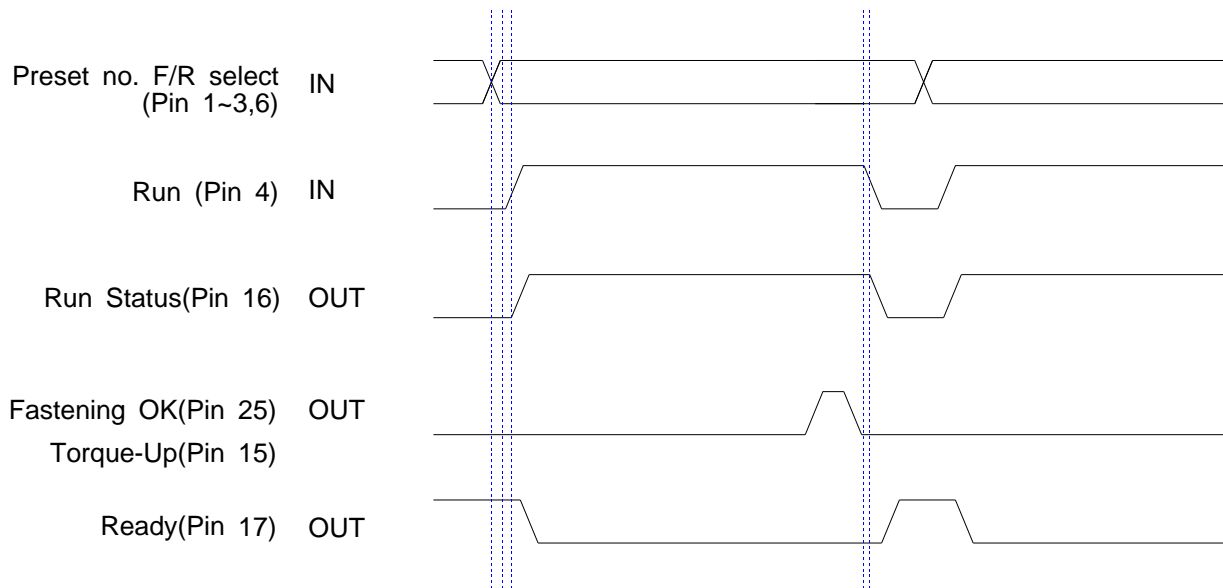 Preset no. F/R select IN
(Pin 1~3,6)
Run (Pin 4) IN
Run Status(Pin 16) OUT
Fastening OK(Pin 25) OUT
Torque-Up(Pin 15)
Ready(Pin 17) OUT